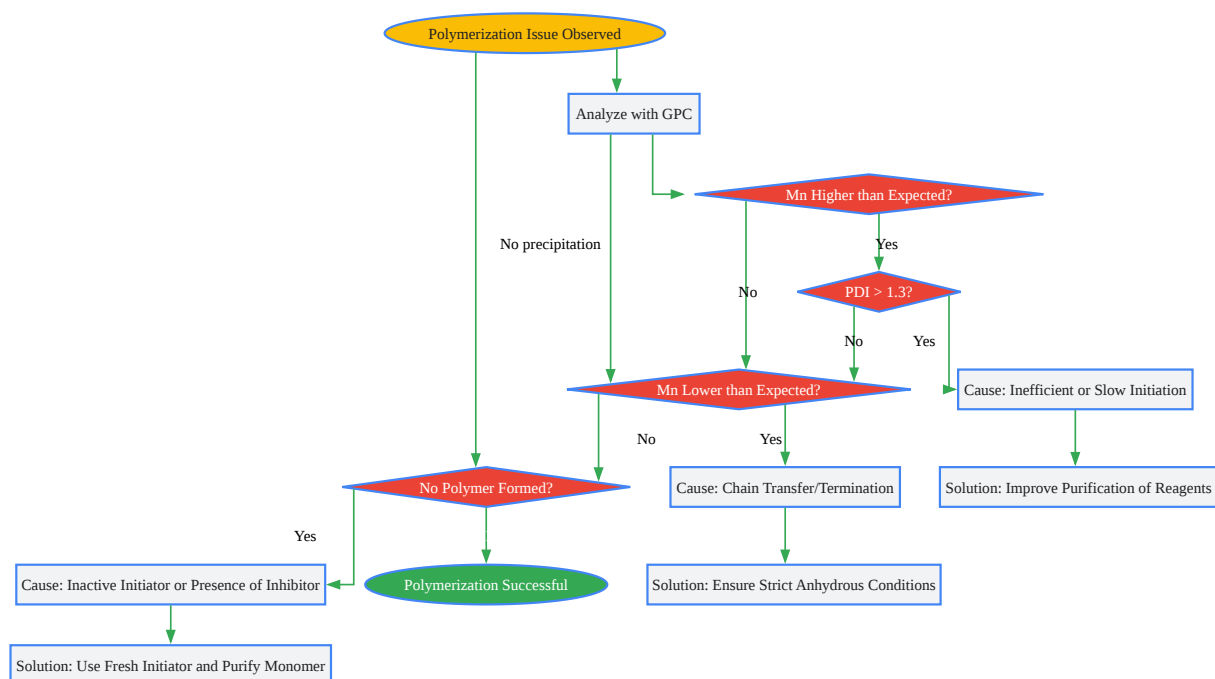 Polymerization Issue Observed
Analyze with GPC
Mn Higher than Expected?
No precipitation
Yes
No
PDI > 1.3?
No
Yes
Mn Lower than Expected?
Cause: Inefficient or Slow Initiation
No
Yes
No Polymer Formed?
Cause: Chain Transfer/Termination
Solution: Improve Purification of Reagents
Yes
Cause: Inactive Initiator or Presence of Inhibitor
Polymerization Successful
Solution: Ensure Strict Anhydrous Conditions
Solution: Use Fresh Initiator and Purify Monomer